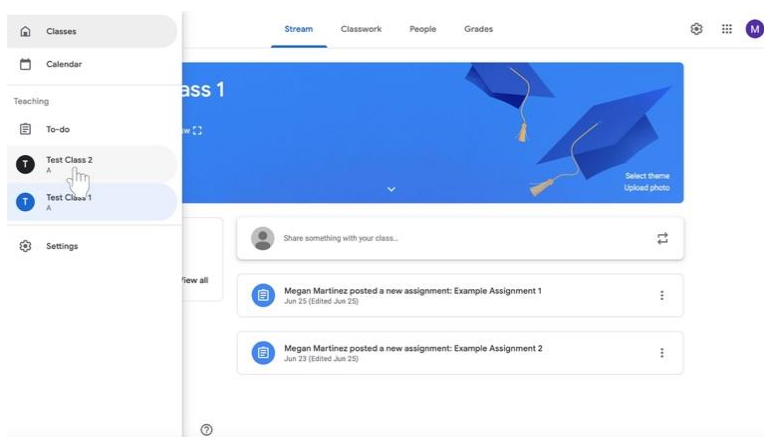 Classes
Stream Classwork People Grades
M
Calendar
Teaching
To-do
T Test Class 2
A
T Test Class 1
A
Settings
ass 1
Select theme
Upload photo
Share something with your class...
View all
Megan Martinez posted a new assignment: Example Assignment 1
Jun 25 (Edited Jun 25)
Megan Martinez posted a new assignment: Example Assignment 2
Jun 23 (Edited Jun 25)